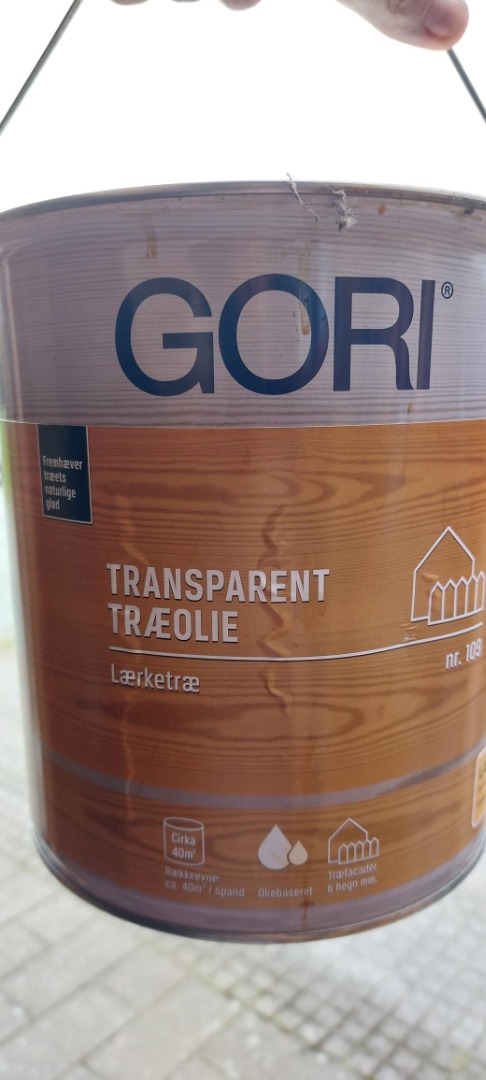 GORI®
Fremhæver
træets
naturlige
glød
TRANSPARENT
TRÆOLIE
Lærketræ
nr. 109
Cirka
40m²
Rækkeevne:
ca. 40m² / spand
Oliebaseret
Træfacader
& hegn mm.